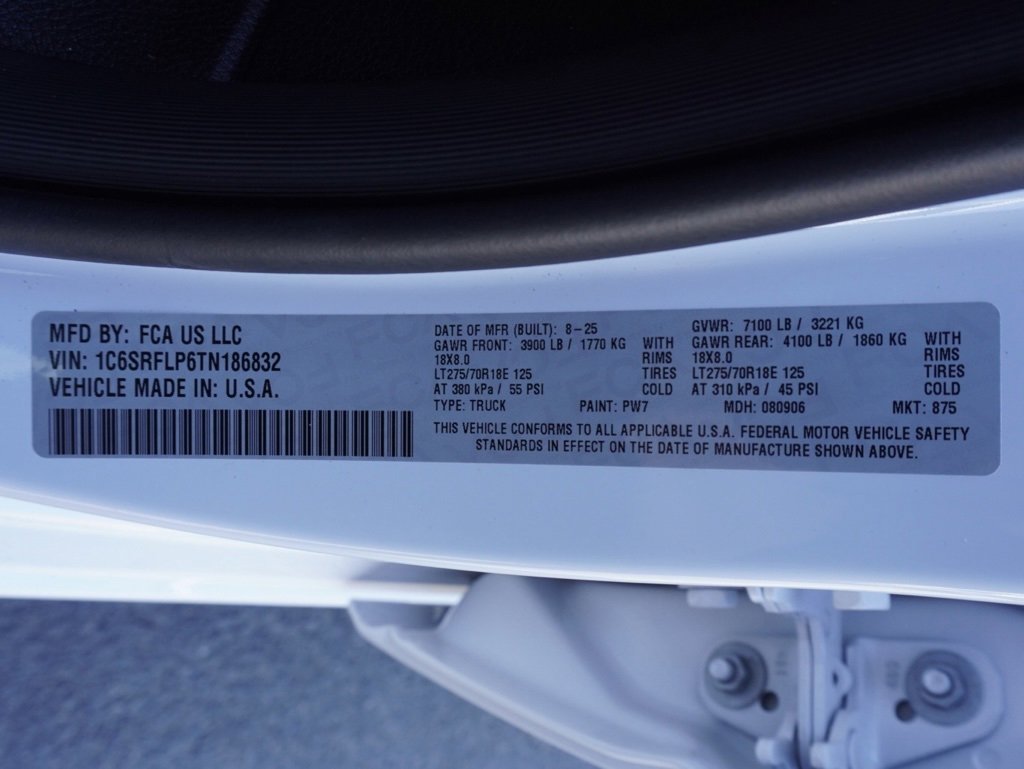 MFD BY: FCA US LLC
VIN: 1C6SRFLP6TN186832
VEHICLE MADE IN: U.S.A.
DATE OF MFR (BUILT): 8-25
GAWR FRONT: 3900 LB / 1770 KG WITH
18X8.0 RIMS
LT275/70R18E 125 TIRES
AT 380 kPa / 55 PSI COLD
GVWR: 7100 LB / 3221 KG
GAWR REAR: 4100 LB / 1860 KG WITH
18X8.0 RIMS
LT275/70R18E 125 TIRES
AT 310 kPa / 45 PSI COLD
TYPE: TRUCK PAINT: PW7 MDH: 080906 MKT: 875
THIS VEHICLE CONFORMS TO ALL APPLICABLE U.S.A. FEDERAL MOTOR VEHICLE SAFETY
STANDARDS IN EFFECT ON THE DATE OF MANUFACTURE SHOWN ABOVE.